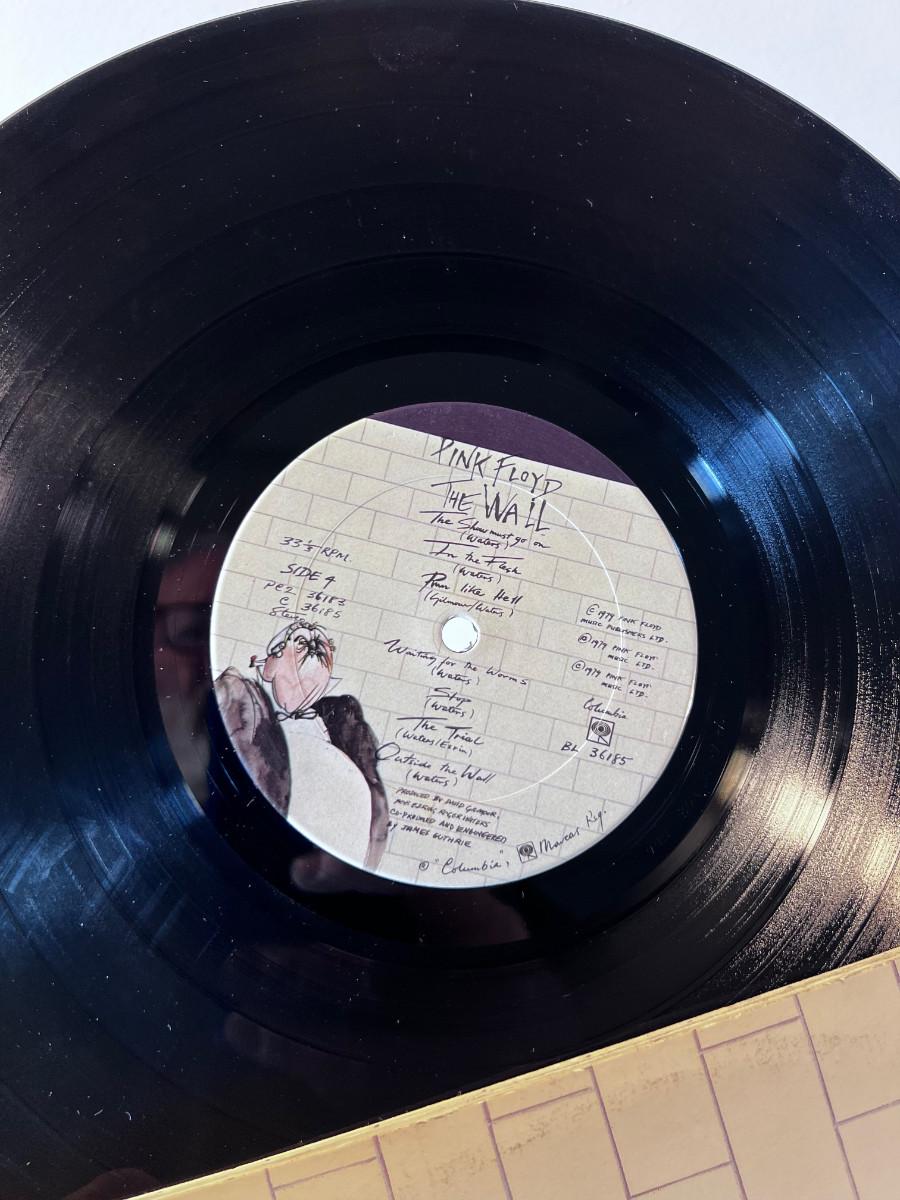 PINK FLOYD
THE WALL
The Show must go on
(Waters)
In the Flesh
(Waters)
Run like Hell
(Gilmour/Waters)
Waiting for the Worms
(Waters)
Stop
(Waters)
The Trial
(Waters/Ezrin)
Outside the Wall
(Waters)
PRODUCED BY DAVID GILMOUR,
BOB EZRIN, ROGER WATERS
CO-PRODUCED AND ENGINEERED
BY JAMES GUTHRIE
33⅓ RPM.
SIDE 4
PC2 36183
C 36185
Stereo
©1979 PINK FLOYD
MUSIC PUBLISHERS LTD.
℗1979 PINK FLOYD
MUSIC LTD.
©1979 PINK FLOYD
MUSIC LTD.
Columbia
BL 36185
® "Columbia", Marcas Reg.